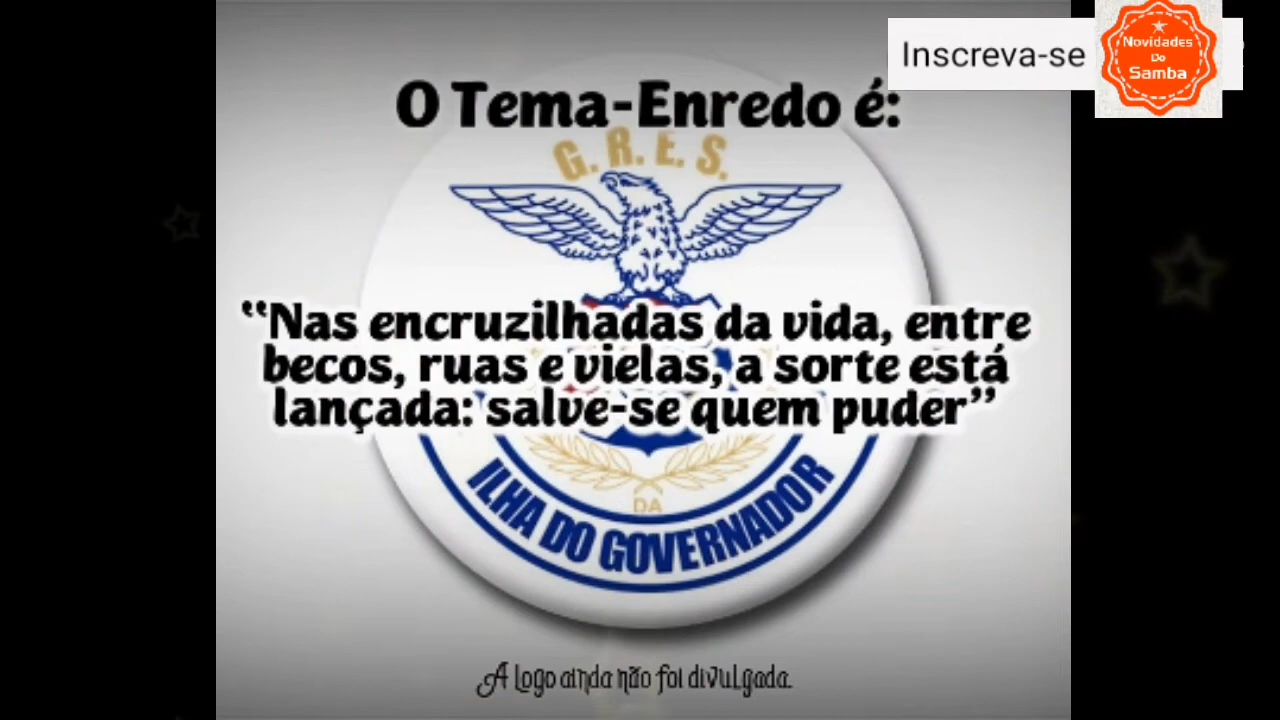 Inscreva-se
Novidades
Do
Samba
O Tema-Enredo é:
G. R. E. S.
“Nas encruzilhadas da vida, entre
becos, ruas e vielas, a sorte está
lançada: salve-se quem puder”
DA
ILHA DO GOVERNADOR
A Logo ainda não foi divulgada.